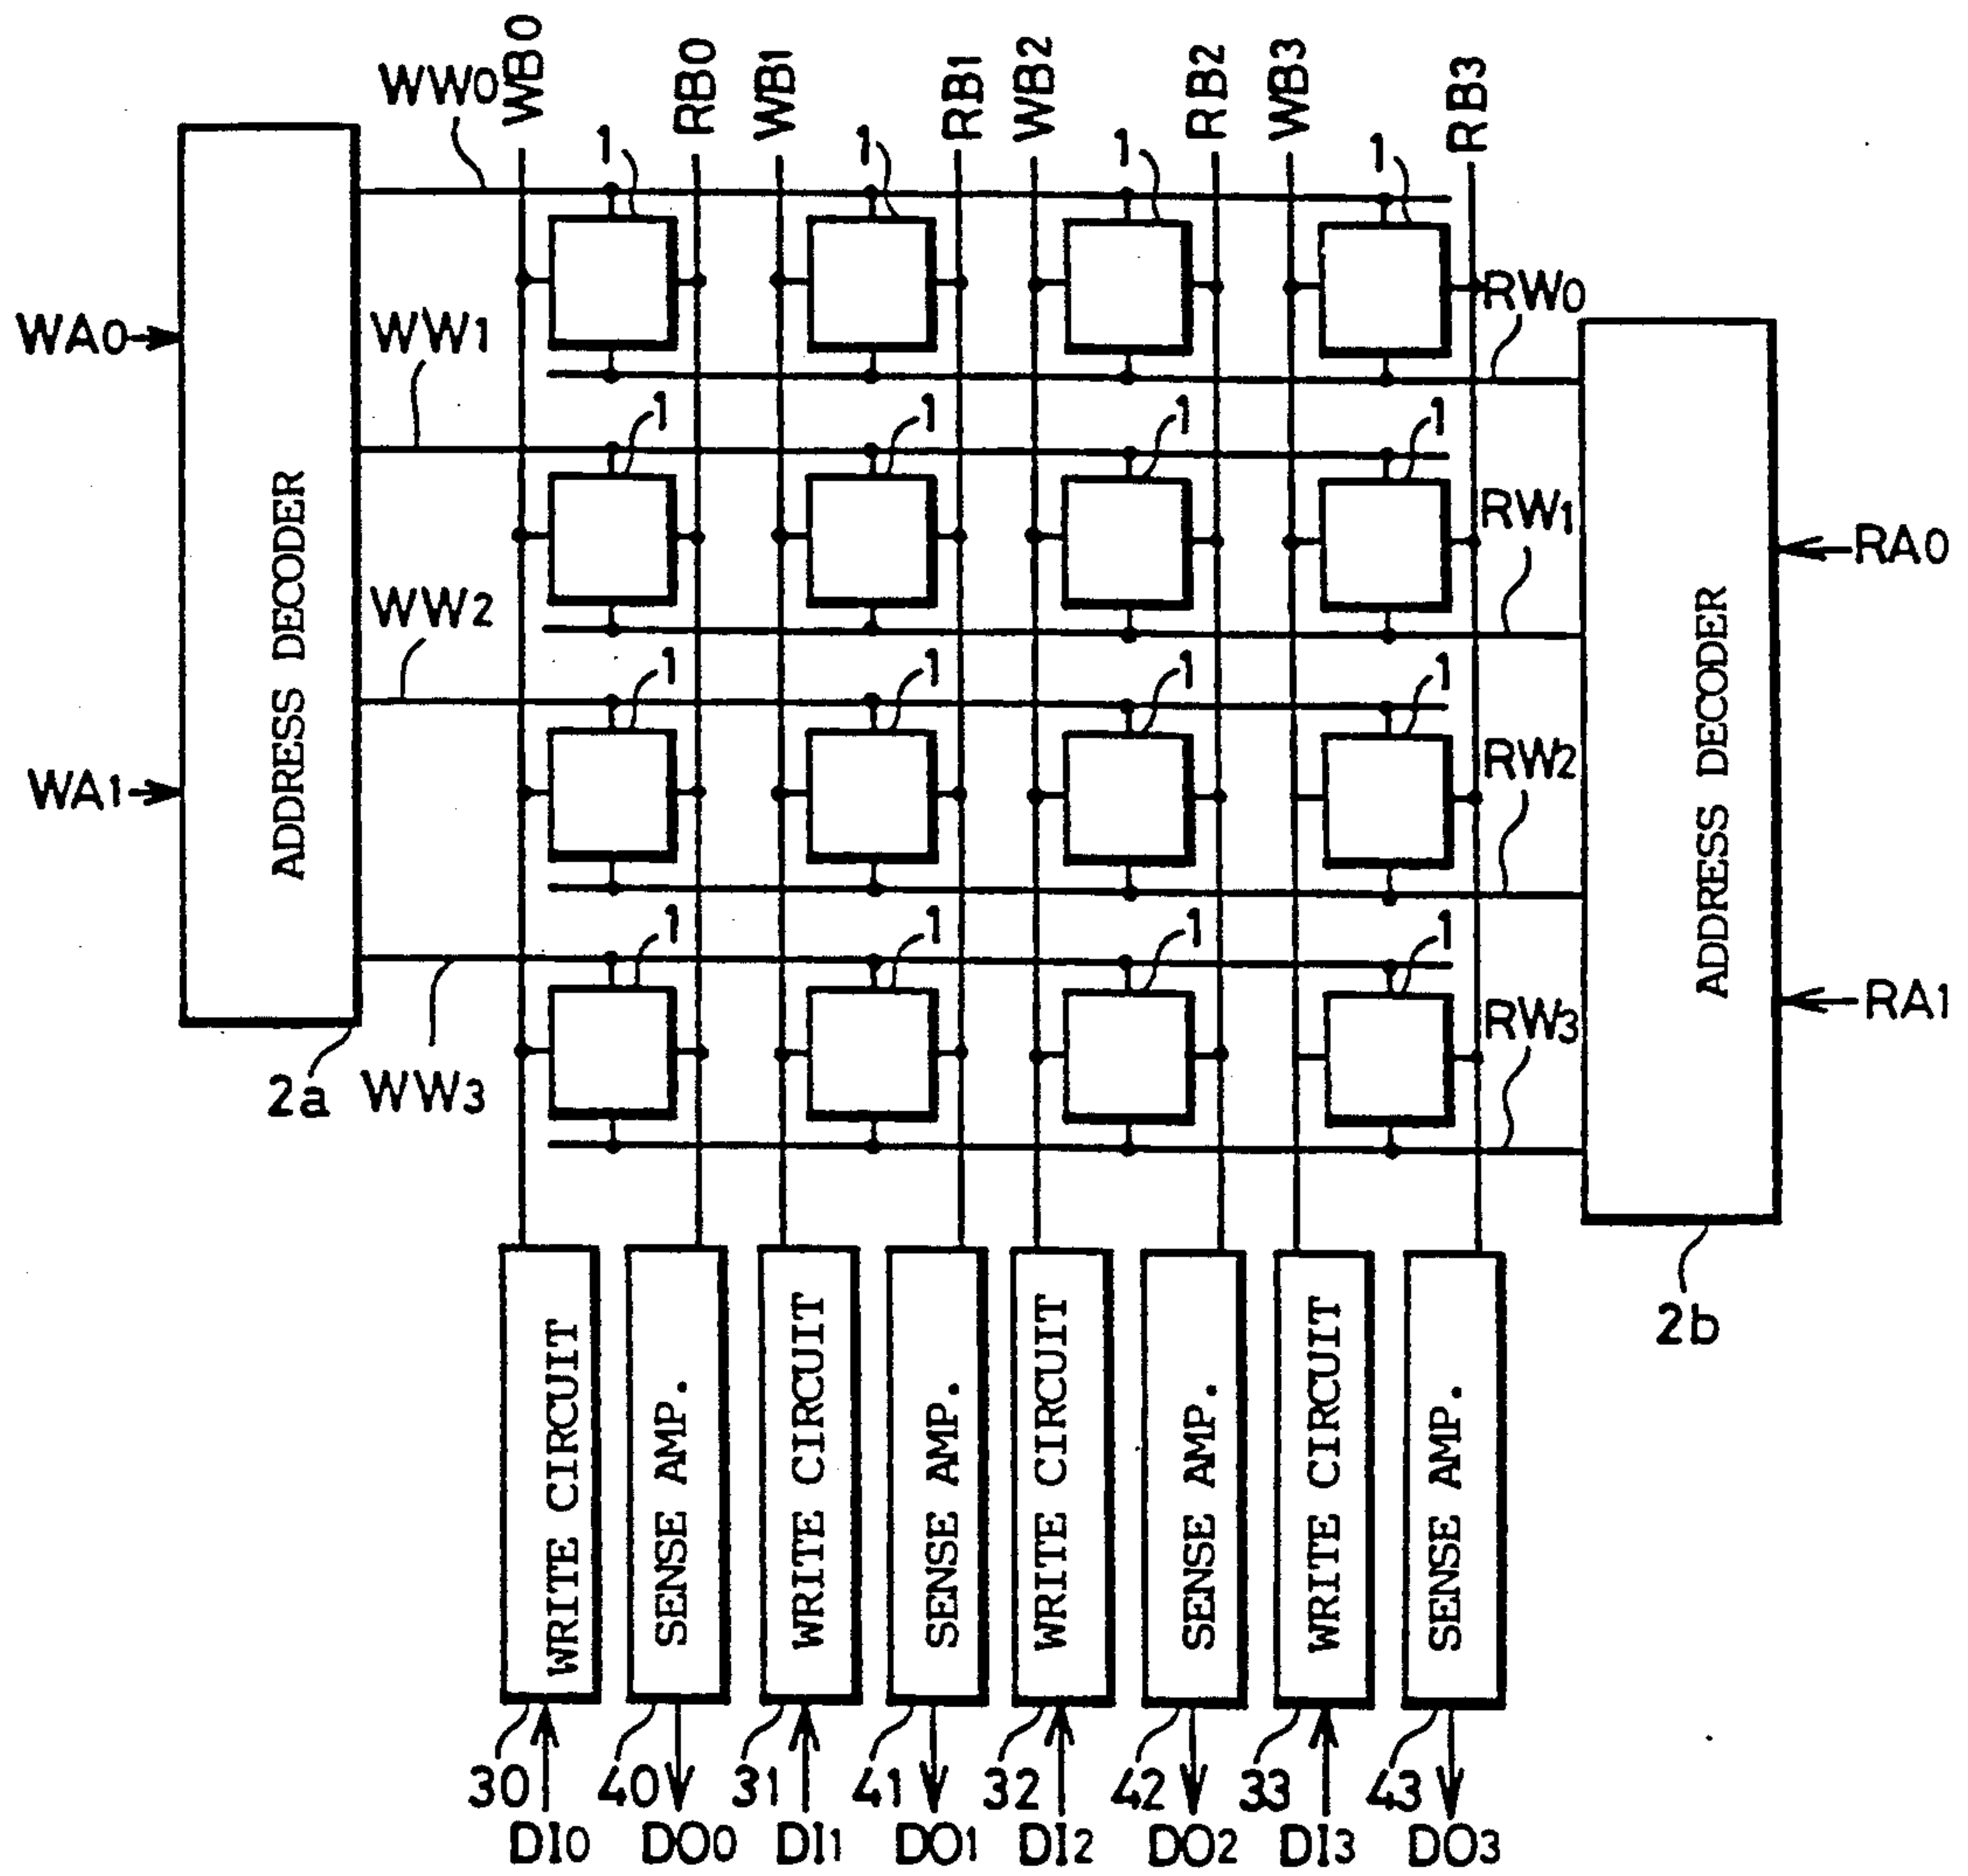 WW0
WB0
RB0
WB1
RB1
WB2
RB2
WB3
RB3
1
1
1
1
RW0
WA0
WW1
1
1
1
1
RW1
RA0
ADDRESS DECODER
WW2
1
1
1
1
RW2
ADDRESS DECODER
WA1
1
1
1
1
RW3
RA1
2a
WW3
2b
WRITE CIRCUIT
SENSE AMP.
WRITE CIRCUIT
SENSE AMP.
WRITE CIRCUIT
SENSE AMP.
WRITE CIRCUIT
SENSE AMP.
30
40
31
41
32
42
33
43
DI0
DO0
DI1
DO1
DI2
DO2
DI3
DO3